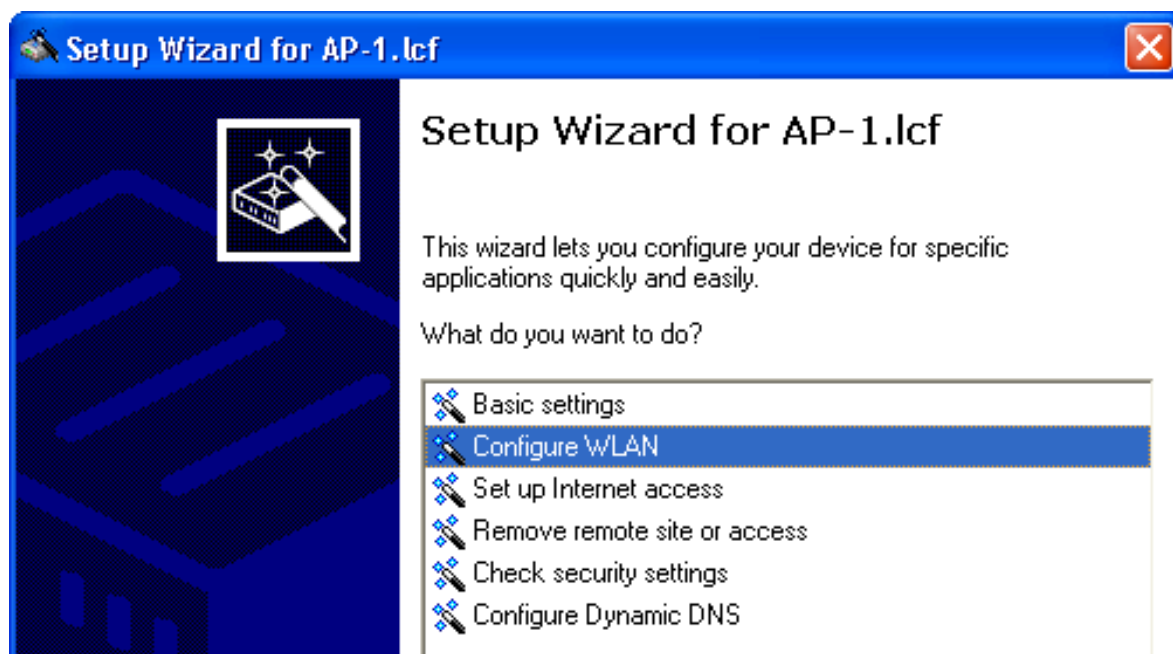 Setup Wizard for AP-1.lcf
Setup Wizard for AP-1.lcf
This wizard lets you configure your device for specific
applications quickly and easily.
What do you want to do?
Basic settings
Configure WLAN
Set up Internet access
Remove remote site or access
Check security settings
Configure Dynamic DNS